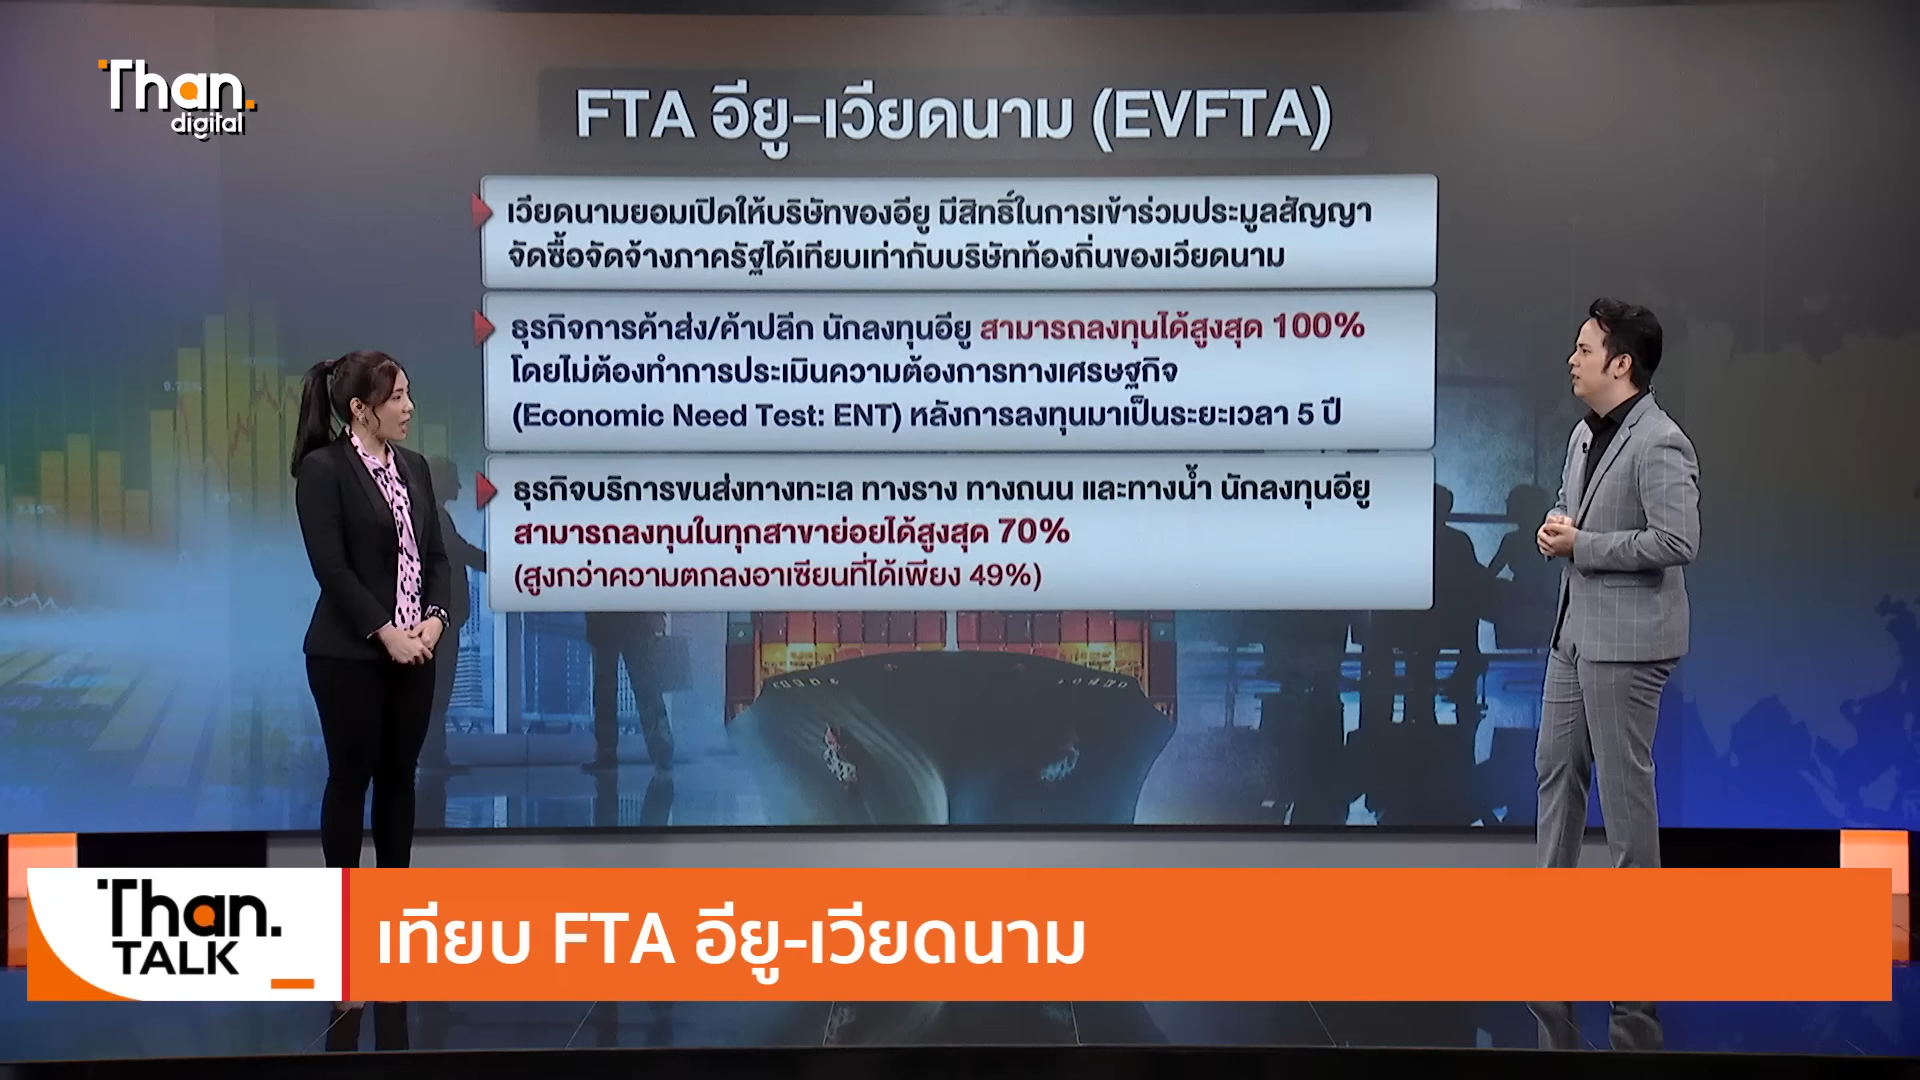 Than.
digital
FTA อียู-เวียดนาม (EVFTA)
เวียดนามยอมเปิดให้บริษัทของอียู มีสิทธิ์ในการเข้าร่วมประมูลสัญญา
จัดซื้อจัดจ้างภาครัฐได้เทียบเท่ากับบริษัทท้องถิ่นของเวียดนาม
ธุรกิจการค้าส่ง/ค้าปลีก นักลงทุนอียู สามารถลงทุนได้สูงสุด 100%
โดยไม่ต้องทำการประเมินความต้องการทางเศรษฐกิจ
(Economic Need Test: ENT) หลังการลงทุนมาเป็นระยะเวลา 5 ปี
ธุรกิจบริการขนส่งทางทะเล ทางราง ทางถนน และทางน้ำ นักลงทุนอียู
สามารถลงทุนในทุกสาขาย่อยได้สูงสุด 70%
(สูงกว่าความตกลงอาเซียนที่ได้เพียง 49%)
Than.
TALK
เทียบ FTA อียู-เวียดนาม